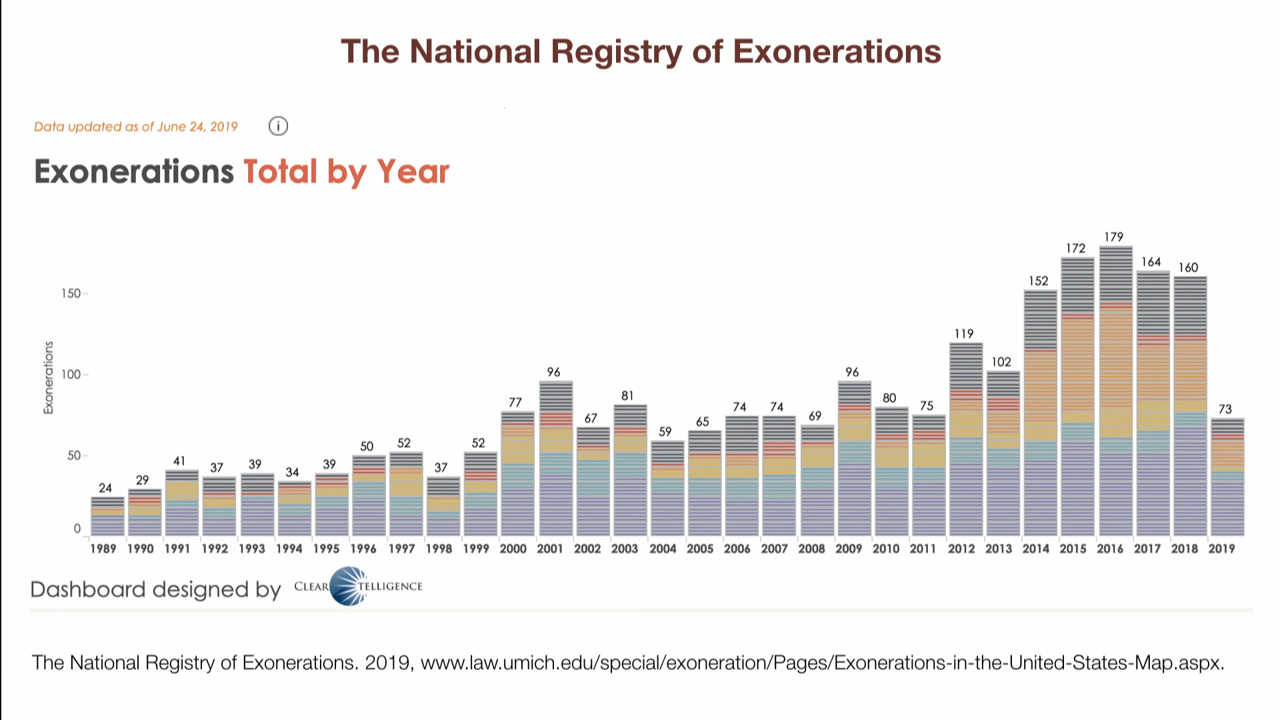 The National Registry of Exonerations
Data updated as of June 24, 2019
i
Exonerations Total by Year
Exonerations
150
100
50
0
24 29 41 37 39 34 39 50 52 37 52 77 96 67 81 59 65 74 74 69 96 80 75 119 102 152 172 179 164 160 73
1989 1990 1991 1992 1993 1994 1995 1996 1997 1998 1999 2000 2001 2002 2003 2004 2005 2006 2007 2008 2009 2010 2011 2012 2013 2014 2015 2016 2017 2018 2019
Dashboard designed by CLEAR TELLIGENCE
The National Registry of Exonerations. 2019, www.law.umich.edu/special/exoneration/Pages/Exonerations-in-the-United-States-Map.aspx.